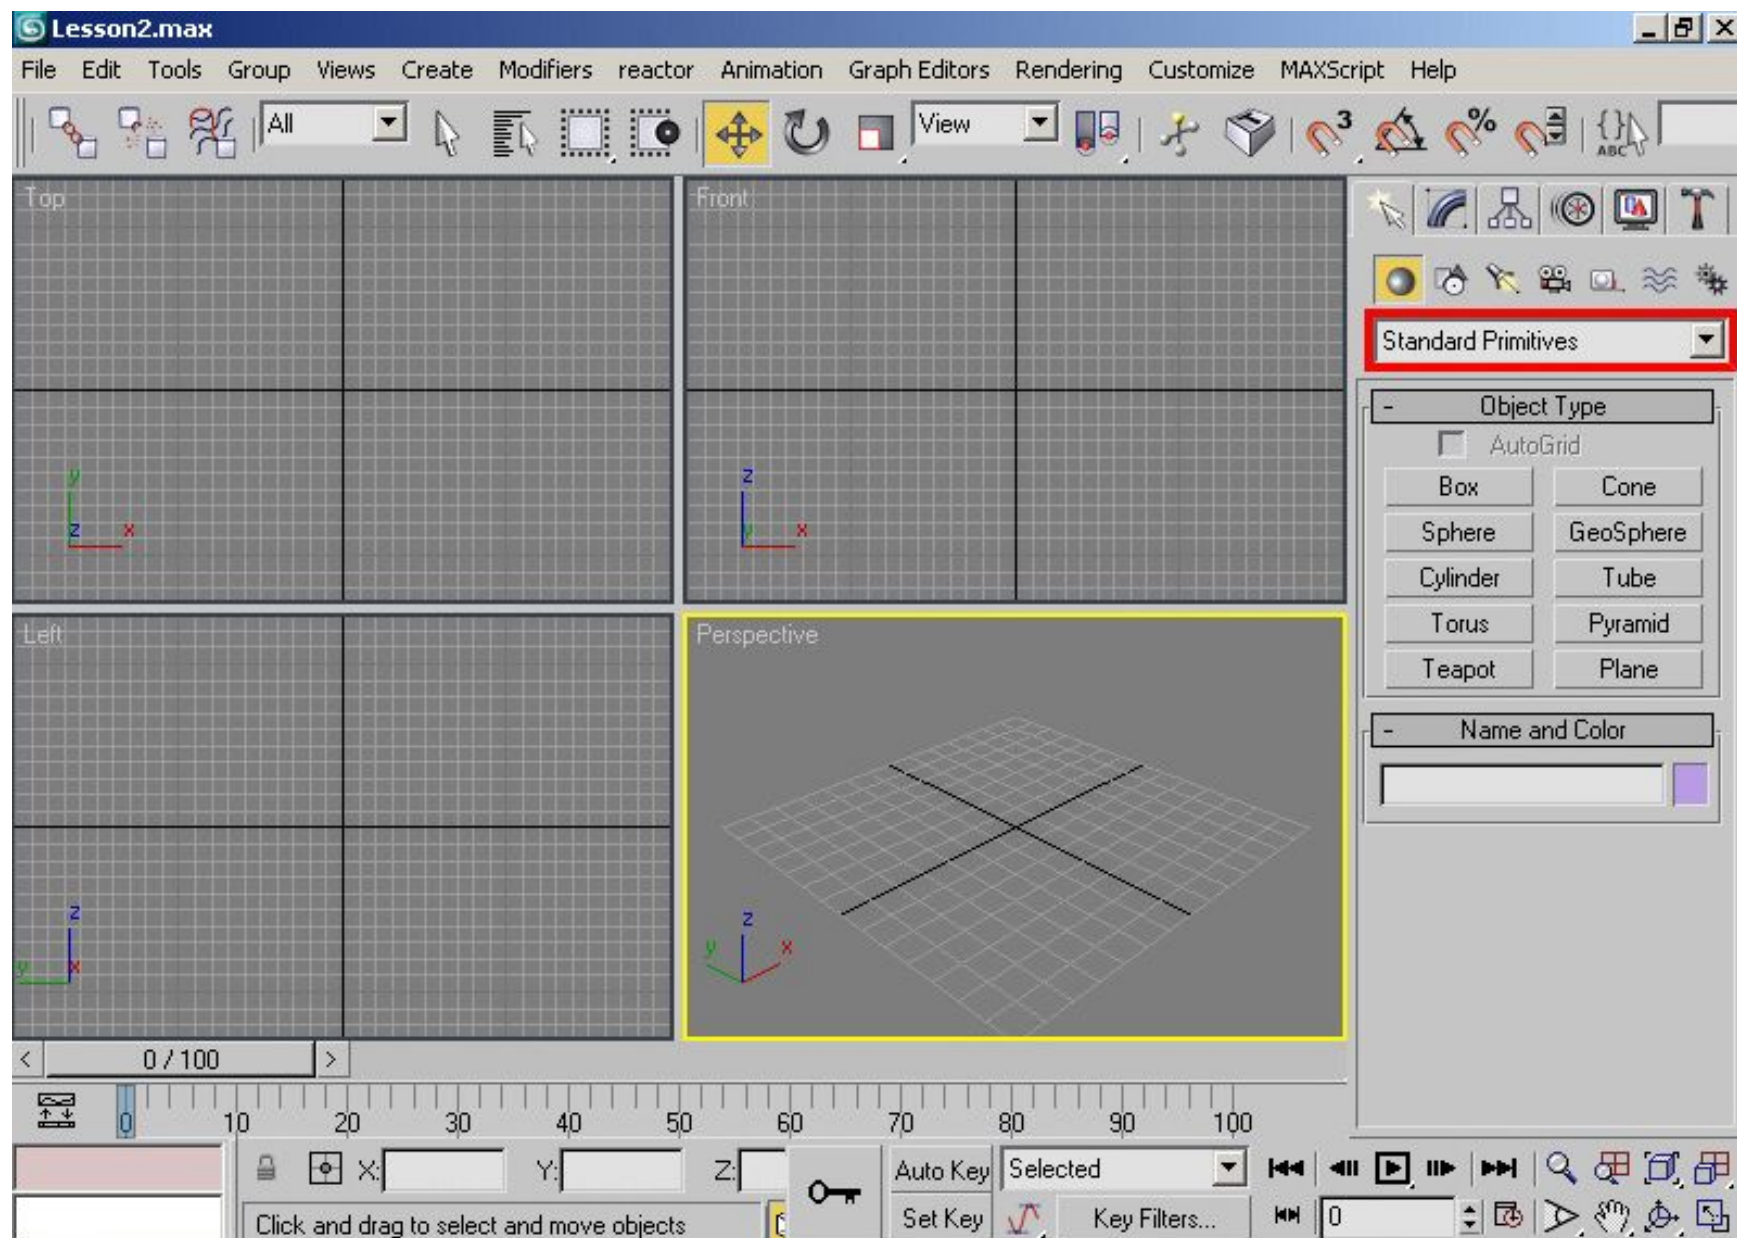 Lesson2.max
File Edit Tools Group Views Create Modifiers reactor Animation Graph Editors Rendering Customize MAXScript Help
All View 3 % {} ABC
Top Front
Standard Primitives
- Object Type
AutoGrid
Box Cone
Sphere GeoSphere
Cylinder Tube
Torus Pyramid
Teapot Plane
- Name and Color
y z x
z y x
Left Perspective
z y x
z y x
< 0 / 100 >
0 10 20 30 40 50 60 70 80 90 100
X: Y: Z: Auto Key Selected
Click and drag to select and move objects Set Key Key Filters... 0